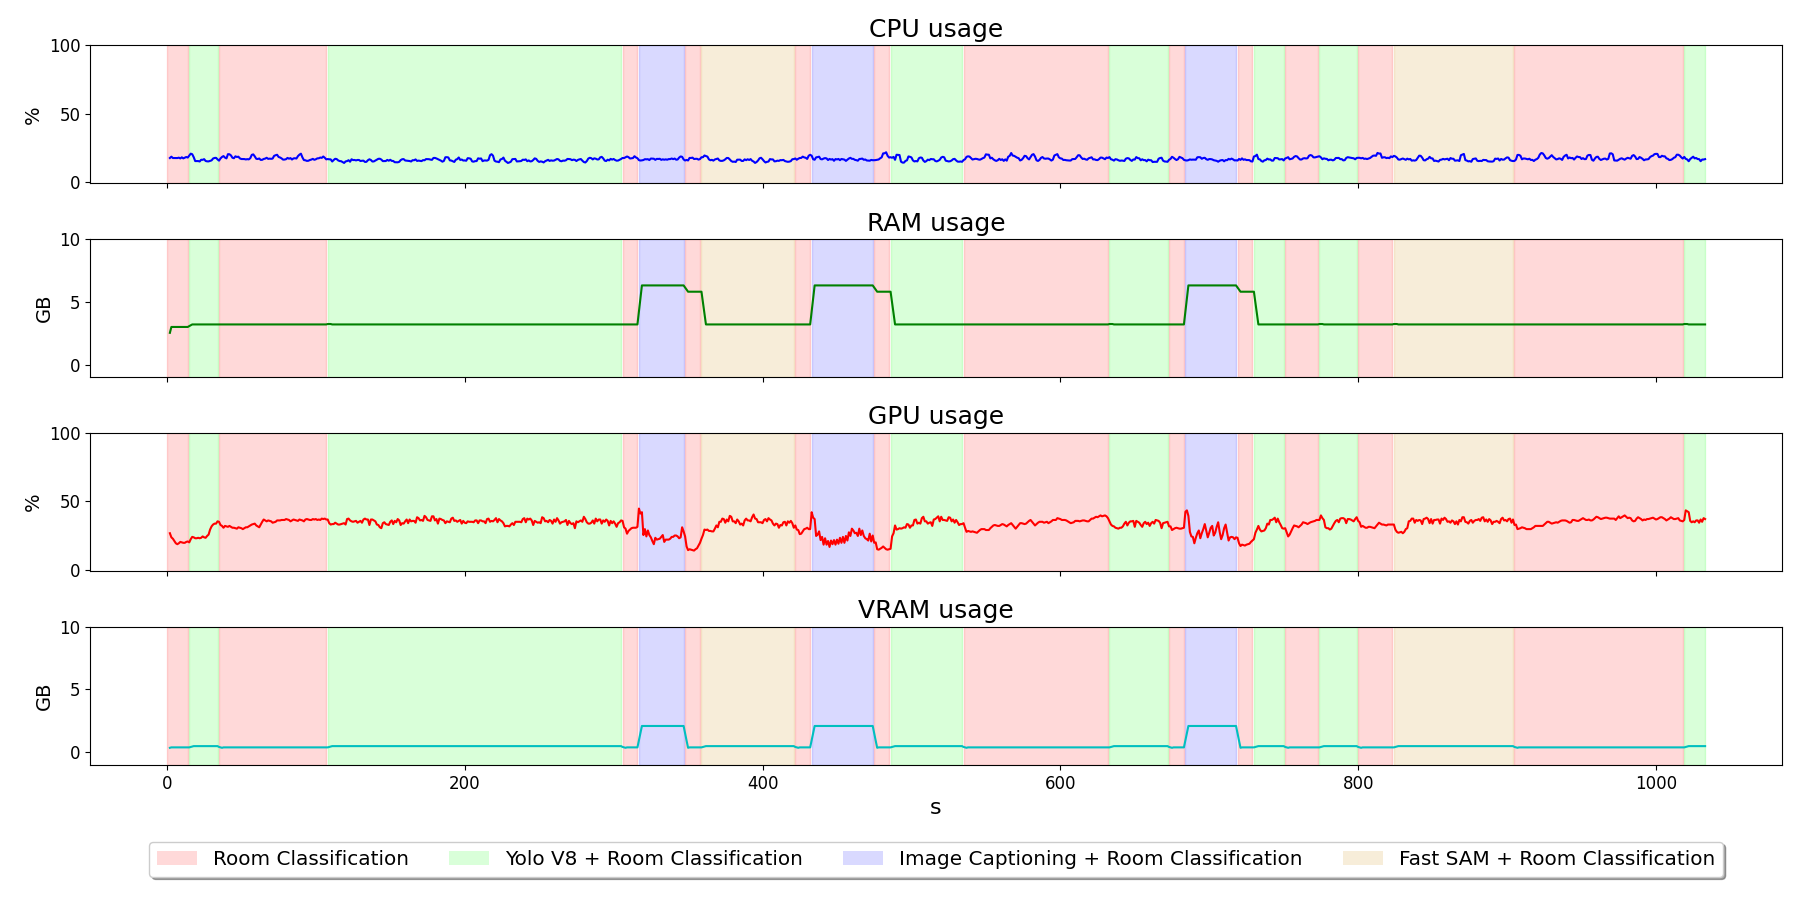 CPU usage
100
50
0
%
RAM usage
10
5
0
GB
GPU usage
100
50
0
%
VRAM usage
10
5
0
GB
0 200 400 600 800 1000
s
Room Classification Yolo V8 + Room Classification Image Captioning + Room Classification Fast SAM + Room Classification